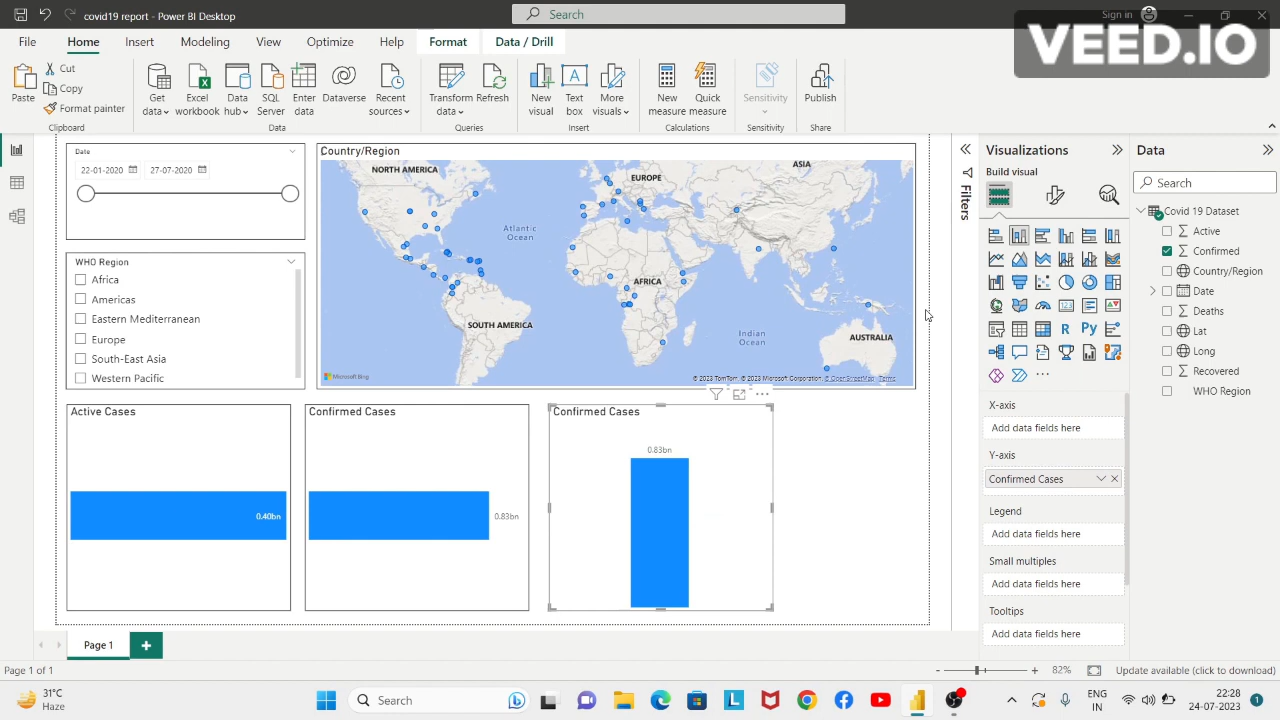 covid19 report - Power BI Desktop
Search
Sign in
VEED.IO
File
Home
Insert
Modeling
View
Optimize
Help
Format
Data / Drill
Paste
Cut
Copy
Format painter
Clipboard
Get data
Excel workbook
Data hub
SQL Server
Enter data
Dataverse
Recent sources
Data
Transform data
Refresh
Queries
New visual
Text box
More visuals
Insert
New measure
Quick measure
Calculations
Sensitivity
Sensitivity
Publish
Share
Date
22-01-2020
27-07-2020
WHO Region
Africa
Americas
Eastern Mediterranean
Europe
South-East Asia
Western Pacific
Country/Region
NORTH AMERICA
EUROPE
ASIA
Atlantic
Ocean
AFRICA
SOUTH AMERICA
Indian
Ocean
AUSTRALIA
Microsoft Bing
© 2023 TomTom, © 2023 Microsoft Corporation, © OpenStreetMap Terms
Active Cases
0.40bn
Confirmed Cases
0.83bn
Confirmed Cases
0.83bn
Filters
Visualizations
Build visual
X-axis
Add data fields here
Y-axis
Confirmed Cases
Legend
Add data fields here
Small multiples
Add data fields here
Tooltips
Add data fields here
Data
Search
Covid 19 Dataset
Active
Confirmed
Country/Region
Date
Deaths
Lat
Long
Recovered
WHO Region
Page 1
Page 1 of 1
82%
Update available (click to download)
31°C
Haze
Search
ENG
IN
22:28
24-07-2023
1